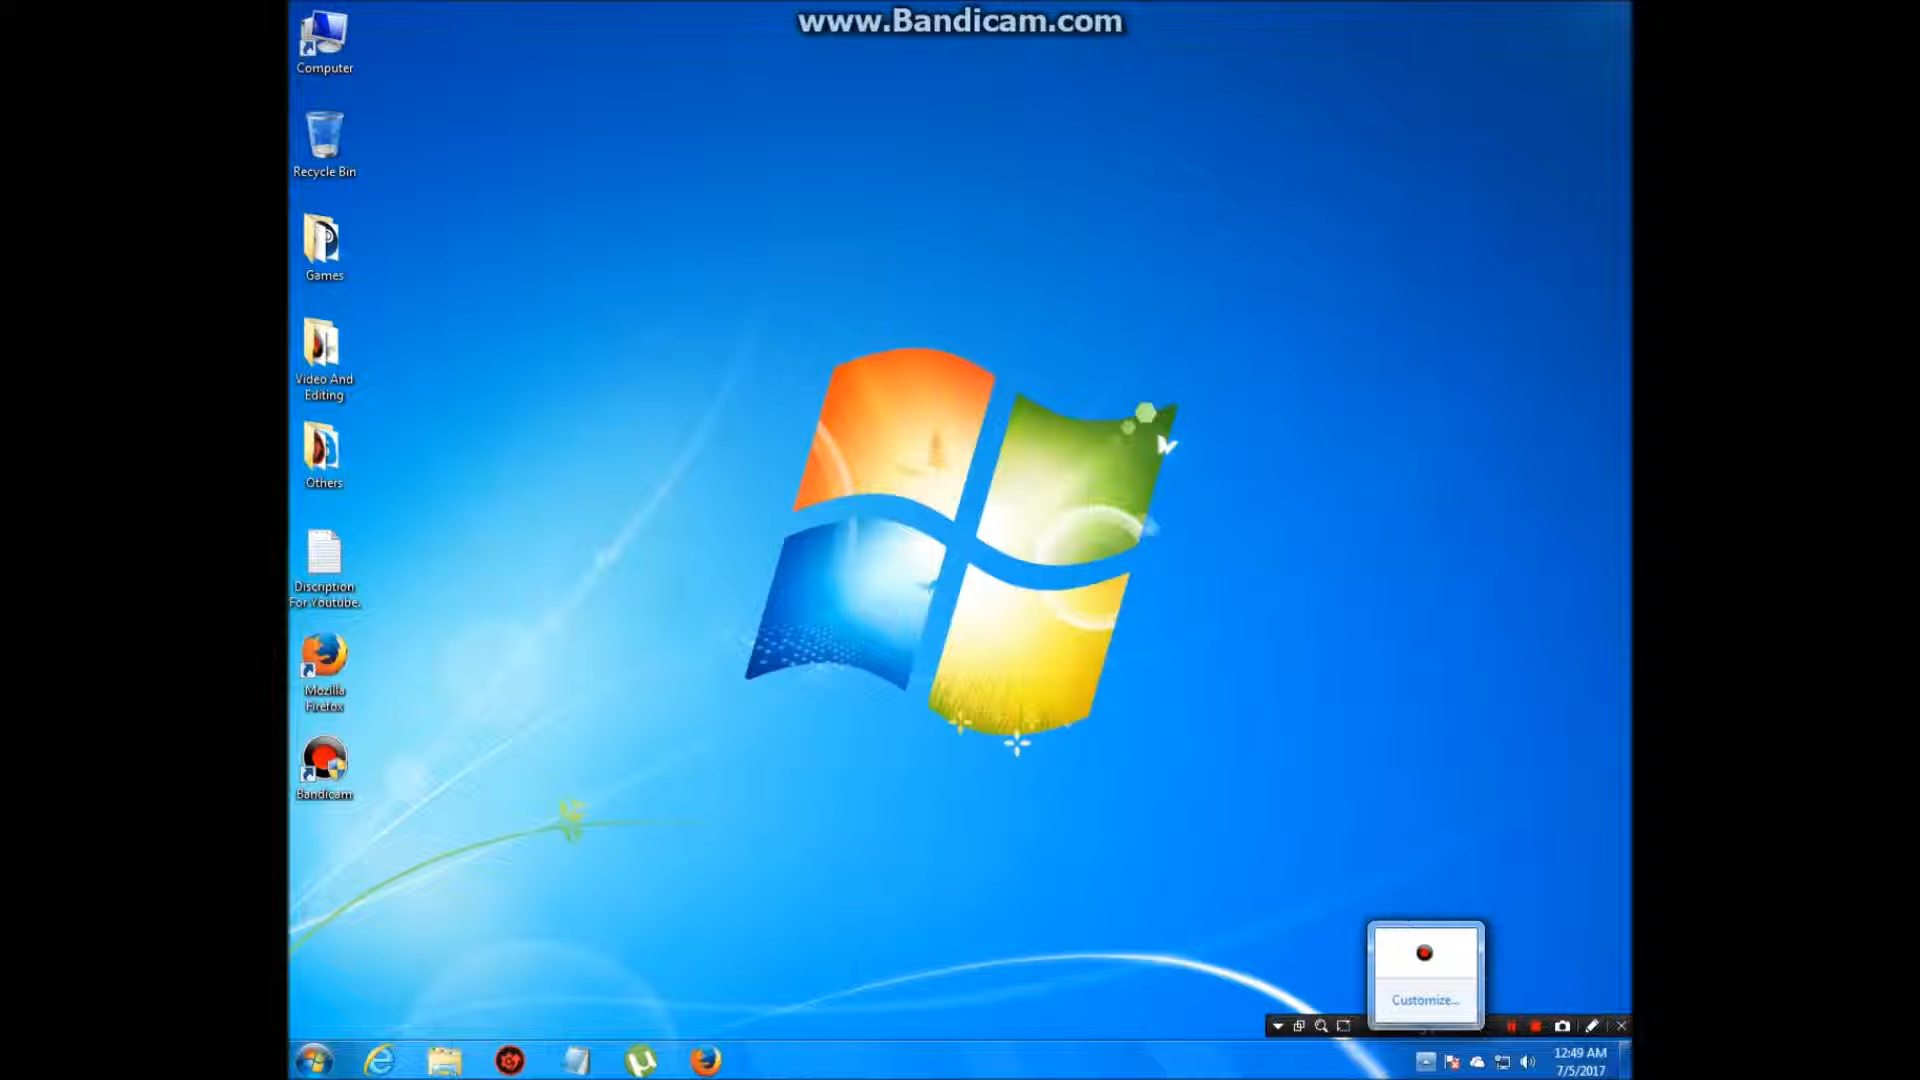 www.Bandicam.com
Computer
Recycle Bin
Games
Video And
Editing
Others
Discription
For Youtube.
Mozilla
Firefox
Bandicam
Customize...
12:49 AM
7/5/2017